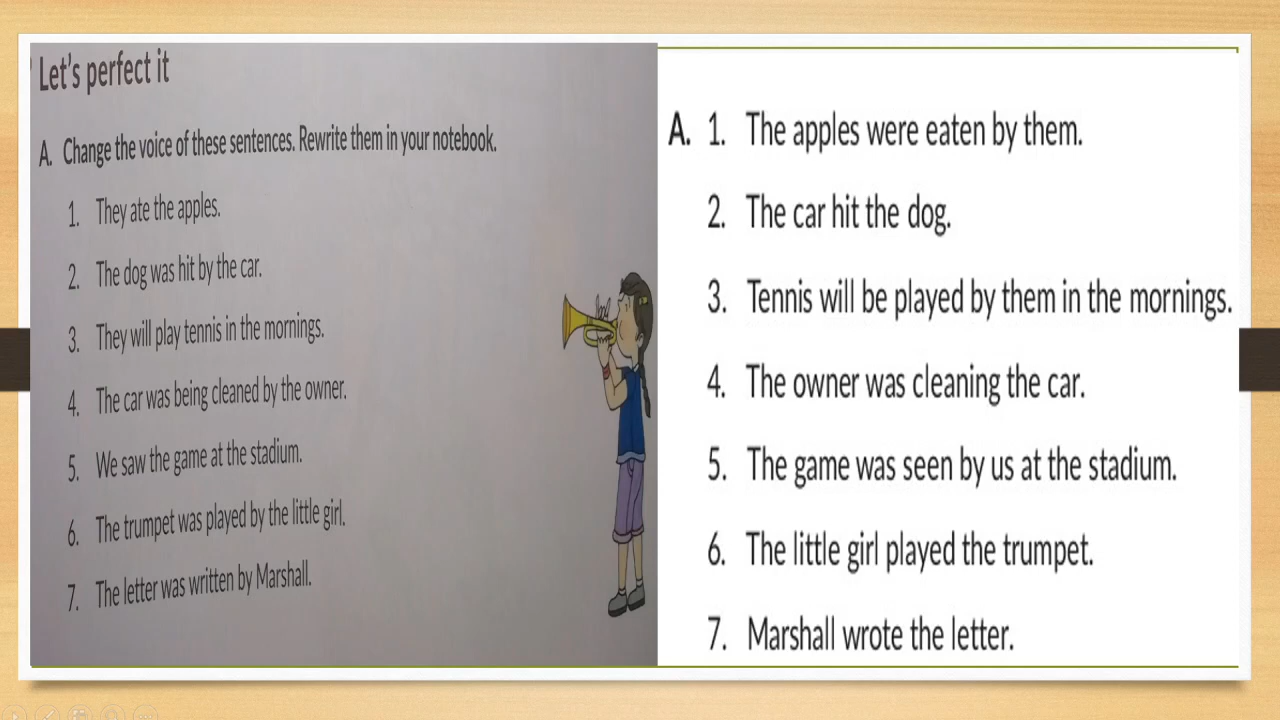 Let's perfect it
A. Change the voice of these sentences. Rewrite them in your notebook.
1. They ate the apples.
2. The dog was hit by the car.
3. They will play tennis in the mornings.
4. The car was being cleaned by the owner.
5. We saw the game at the stadium.
6. The trumpet was played by the little girl.
7. The letter was written by Marshall.
A. 1. The apples were eaten by them.
2. The car hit the dog.
3. Tennis will be played by them in the mornings.
4. The owner was cleaning the car.
5. The game was seen by us at the stadium.
6. The little girl played the trumpet.
7. Marshall wrote the letter.